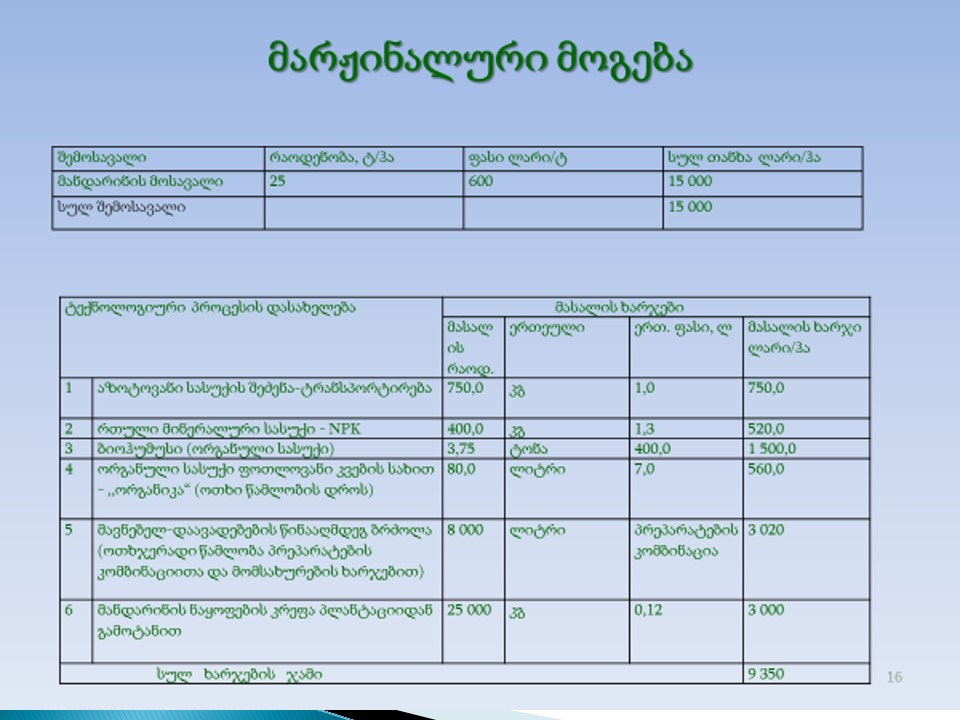 მარჟინალური მოგება
შემოსავალი რაოდენობა, ტ/ჰა ფასი ლარი/ტ სულ თანხა ლარი/ჰა
მანდარინის მოსავალი 25 600 15 000
სულ შემოსავალი 15 000
ტექნოლოგიური პროცესის დასახელება მასალის ხარჯები
მასალ ერთეული ერთ. ფასი, ლ მასალის ხარჯი
ის ლარი/ჰა
რაოდ.
1 აზოტოვანი სასუქის შეძენა-ტრანსპორტირება 750,0 კგ 1,0 750,0
2 რთული მინერალური სასუქი - NPK 400,0 კგ 1,3 520,0
3 ბიოჰუმუსი (ორგანული სასუქი) 3,75 ტონა 400,0 1 500,0
4 ორგანული სასუქი ფოთლოვანი კვების სახით 80,0 ლიტრი 7,0 560,0
- ,,ორგანიკა“ (ოთხი წამლობის დროს)
5 მავნებელ-დაავადებების წინააღმდეგ ბრძოლა 8 000 ლიტრი პრეპარატების 3 020
(ოთხჯერადი წამლობა პრეპარატების კომბინაცია
კომბინაციითა და მომსახურების ხარჯებით)
6 მანდარინის ნაყოფების კრეფა პლანტაციიდან 25 000 კგ 0,12 3 000
გამოტანით
სულ ხარჯების ჯამი 9 350
16